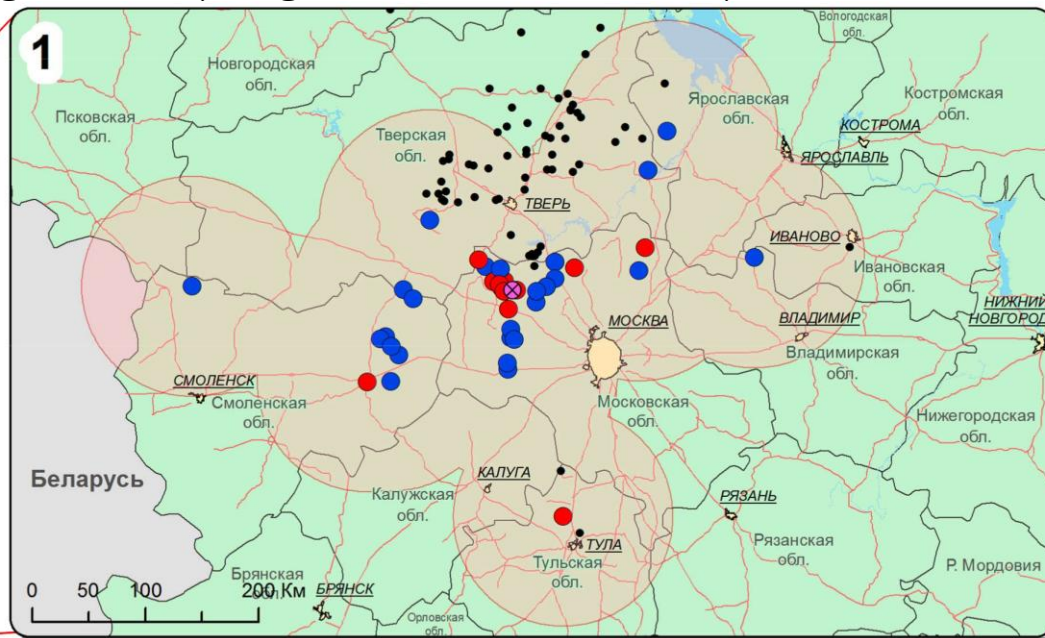 1
Вологодская
обл.
Новгородская
обл.
Псковская
обл.
Ярославская
обл.
Костромская
обл.
КОСТРОМА
Тверская
обл.
ЯРОСЛАВЛЬ
ТВЕРЬ
ИВАНОВО
Ивановская
обл.
НИЖНИЙ
НОВГОРОД
МОСКВА
ВЛАДИМИР
Владимирская
обл.
СМОЛЕНСК
Смоленская
обл.
Московская
обл.
Нижегородская
обл.
Беларусь
КАЛУГА
Калужская
обл.
РЯЗАНЬ
Рязанская
обл.
ТУЛА
Тульская
обл.
Р. Мордовия
Брянская
обл.
БРЯНСК
Орловская
обл.
0 50 100 200 Км